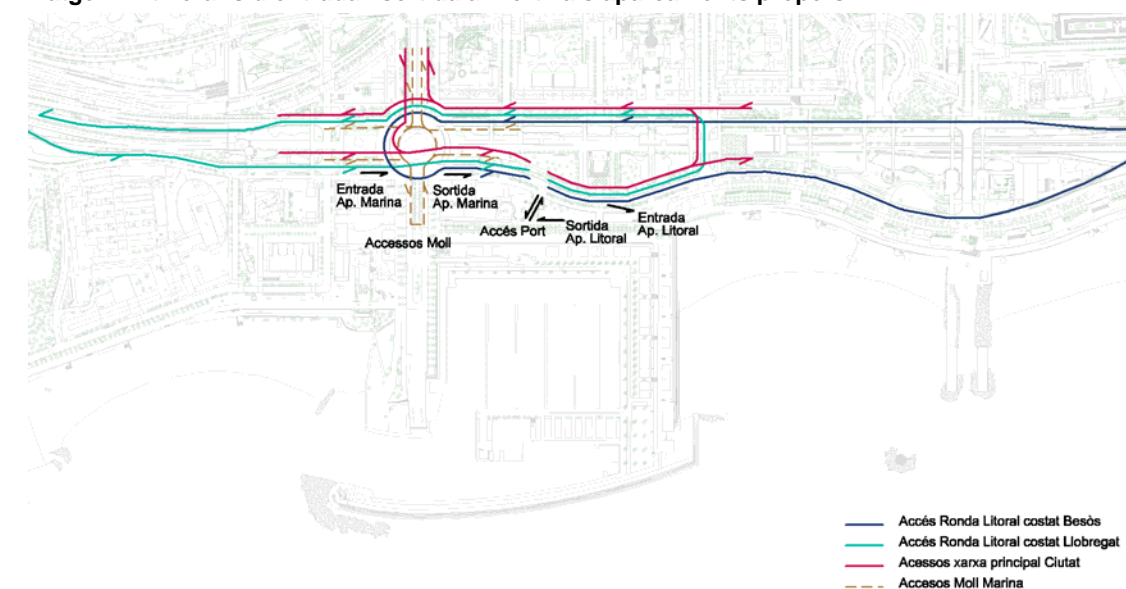 Entrada
Ap. Marina
Sortida
Ap. Marina
Accessos Moll
Accés Port
Sortida
Ap. Litoral
Entrada
Ap. Litoral
Accés Ronda Litoral costat Besòs
Accés Ronda Litoral costat Llobregat
Acessos xarxa principal Ciutat
Accesos Moll Marina